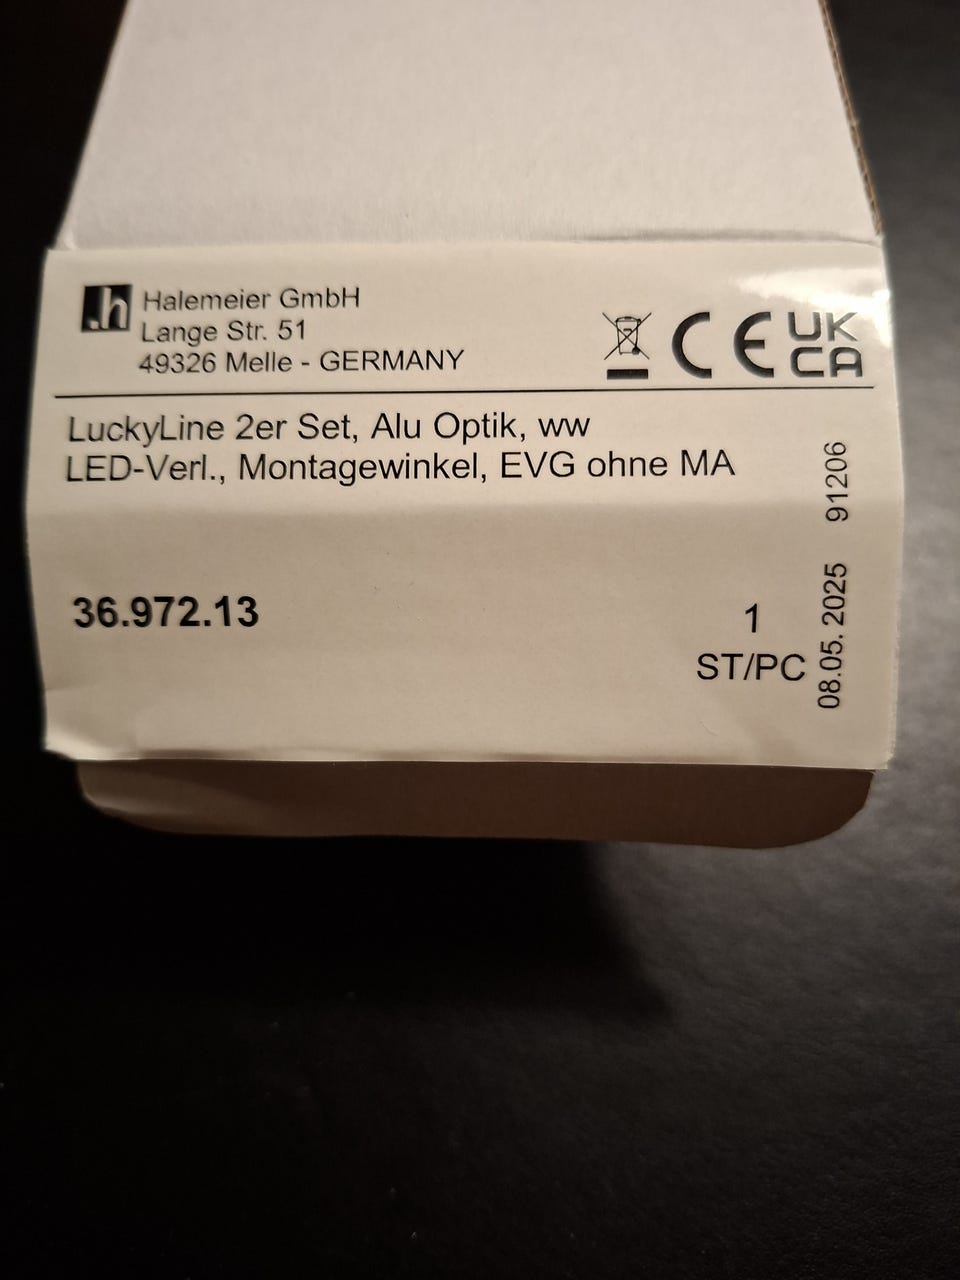 .h
Halemeier GmbH
Lange Str. 51
49326 Melle - GERMANY
CE
UK
CA
LuckyLine 2er Set, Alu Optik, ww
LED-Verl., Montagewinkel, EVG ohne MA
36.972.13
1
ST/PC
08.05. 2025 91206